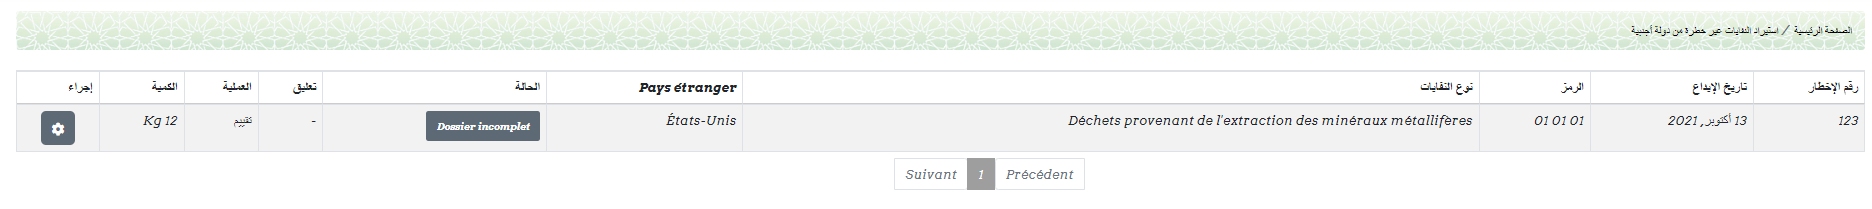 الصفحة الرئيسية / استيراد النفايات غير خطرة من دولة أجنبية
رقم الإخطار تاريخ الإيداع الرمز نوع النفايات Pays étranger الحالة تعليق العملية الكمية إجراء
123 13 أكتوبر, 2021 01 01 01 Déchets provenant de l'extraction des minéraux métallifères États-Unis Dossier incomplet - تقييم Kg 12
Suivant 1 Précédent